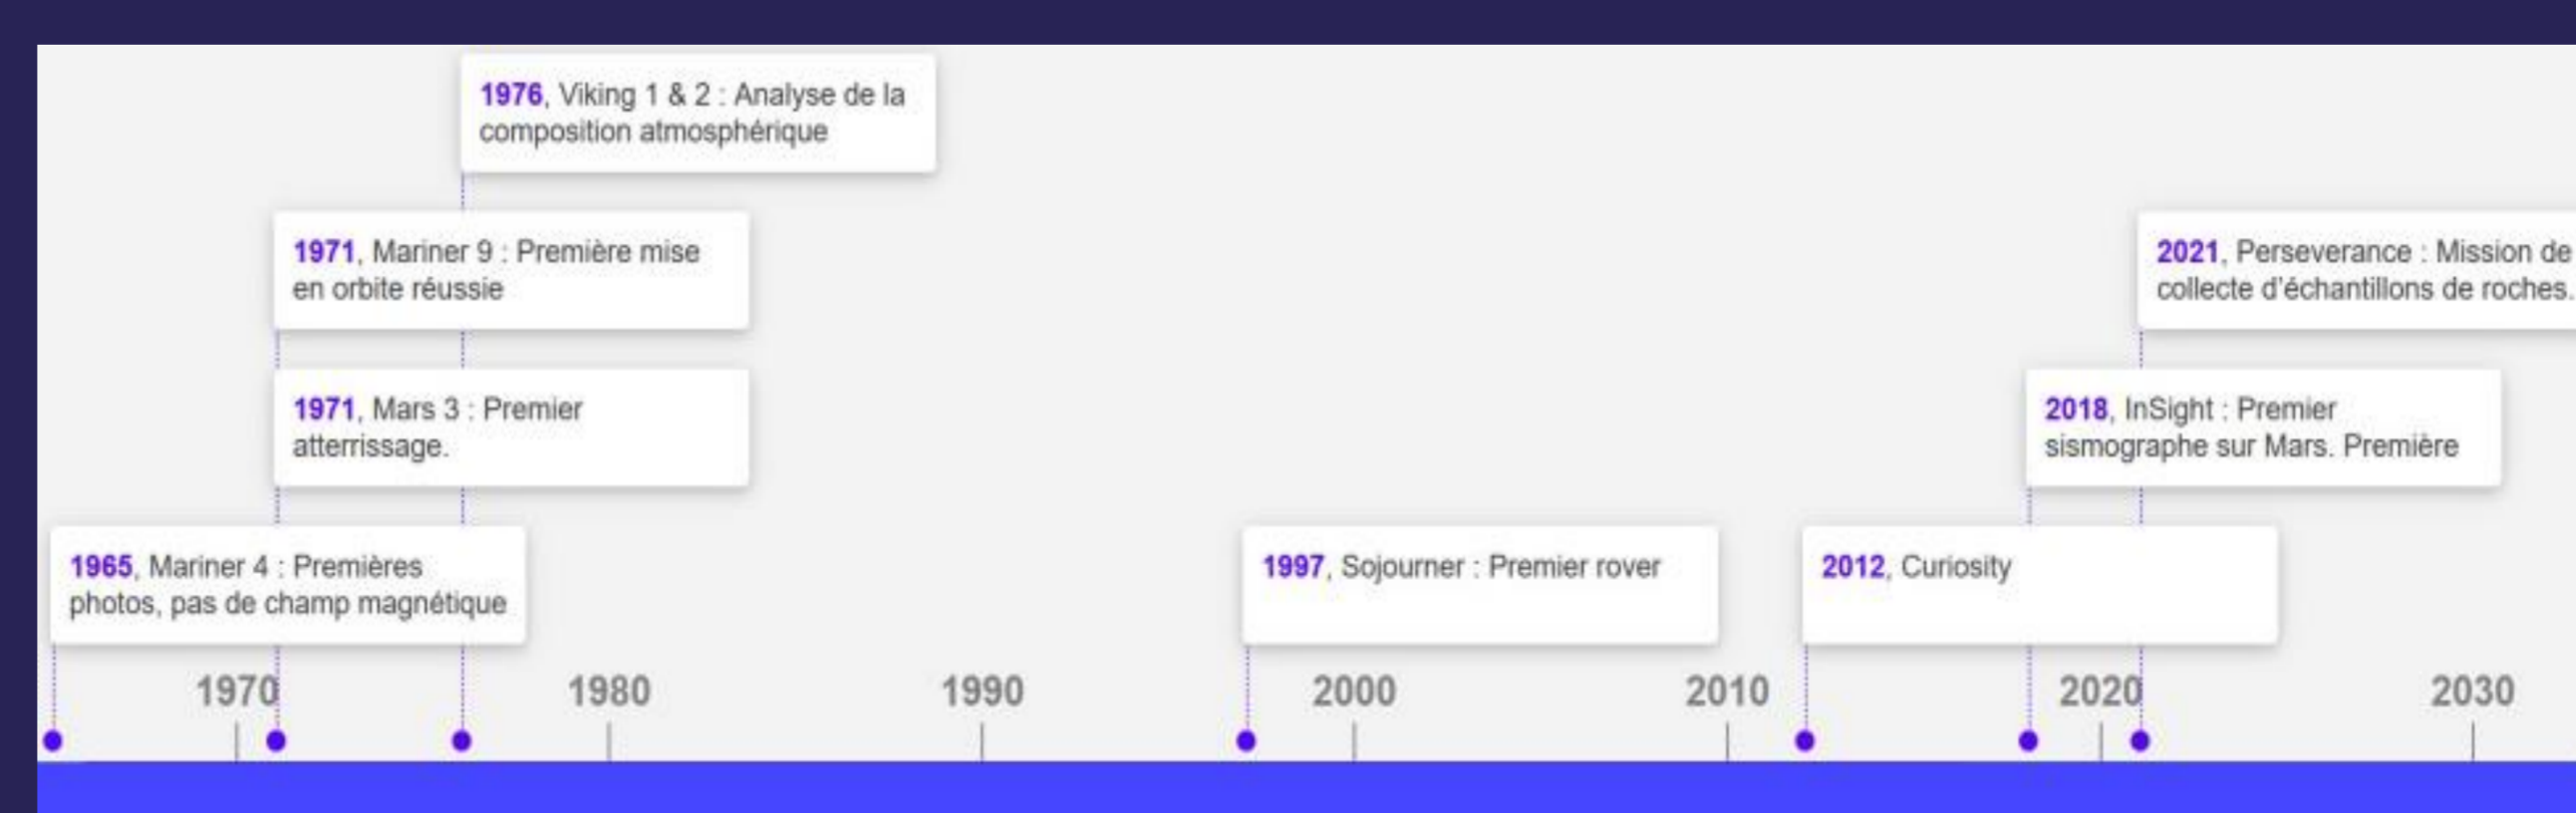 1976, Viking 1 & 2 : Analyse de la
composition atmosphérique
1971, Mariner 9 : Première mise
en orbite réussie
2021, Perseverance : Mission de
collecte d'échantillons de roches.
1971, Mars 3 : Premier
atterrissage.
2018, InSight : Premier
sismographe sur Mars. Première
1965, Mariner 4 : Premières
photos, pas de champ magnétique
1997, Sojourner : Premier rover
2012, Curiosity
1970 1980 1990 2000 2010 2020 2030